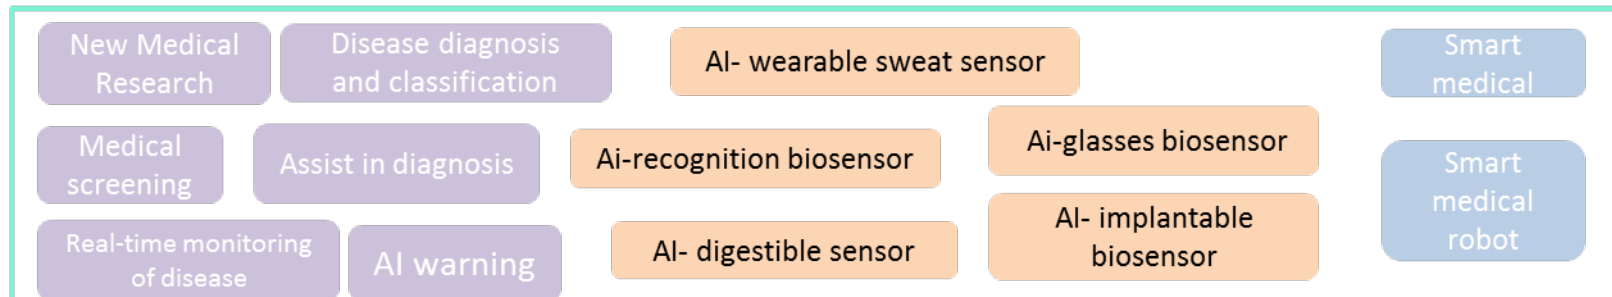 New Medical
Research
Disease diagnosis
and classification
AI- wearable sweat sensor
Smart
medical
Medical
screening
Assist in diagnosis
Ai-recognition biosensor
Ai-glasses biosensor
Smart
medical
robot
Real-time monitoring
of disease
AI warning
AI- digestible sensor
AI- implantable
biosensor